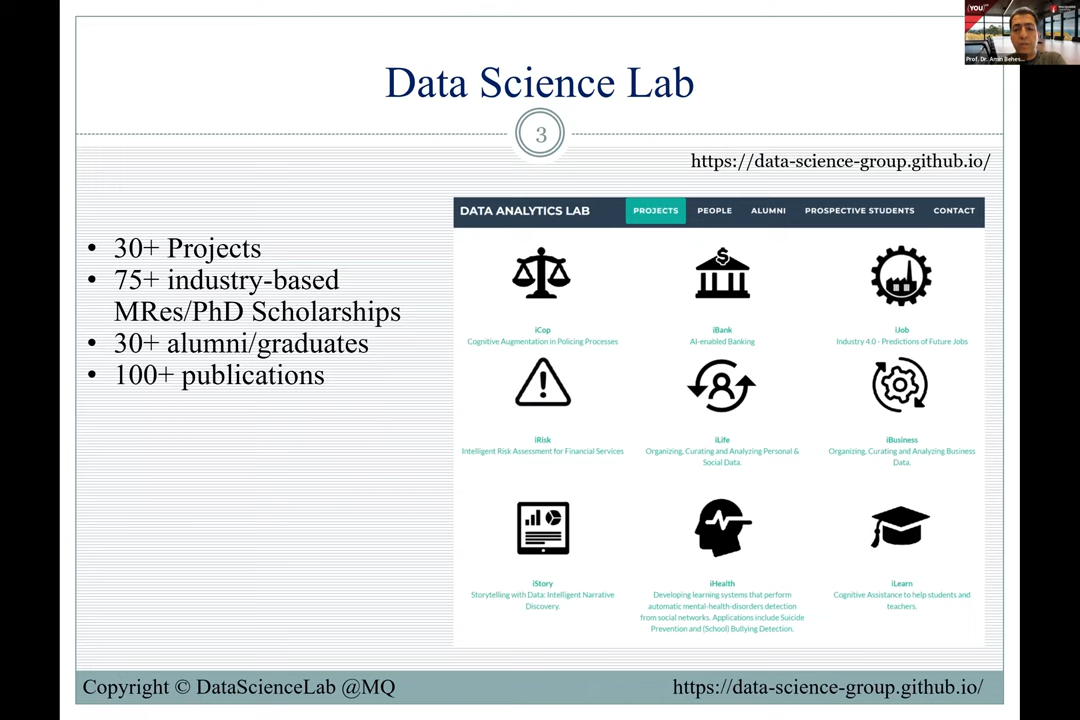 Data Science Lab
3
https://data-science-group.github.io/
• 30+ Projects
• 75+ industry-based
MRes/PhD Scholarships
• 30+ alumni/graduates
• 100+ publications
DATA ANALYTICS LAB
PROJECTS
PEOPLE
ALUMNI
PROSPECTIVE STUDENTS
CONTACT
iCop
Cognitive Augmentation in Policing Processes
iBank
AI-enabled Banking
iJob
Industry 4.0 - Predictions of Future Jobs
iRisk
Intelligent Risk Assessment for Financial Services
iLife
Organizing, Curating and Analyzing Personal &
Social Data.
iBusiness
Organizing, Curating and Analyzing Business
Data.
iStory
Storytelling with Data: Intelligent Narrative
Discovery.
iHealth
Developing learning systems that perform
automatic mental-health-disorders detection
from social networks. Applications include Suicide
Prevention and (School) Bullying Detection.
iLearn
Cognitive Assistance to help students and
teachers.
Copyright © DataScienceLab @MQ
https://data-science-group.github.io/
(YOU)
Prof. Dr. Amin Behes...